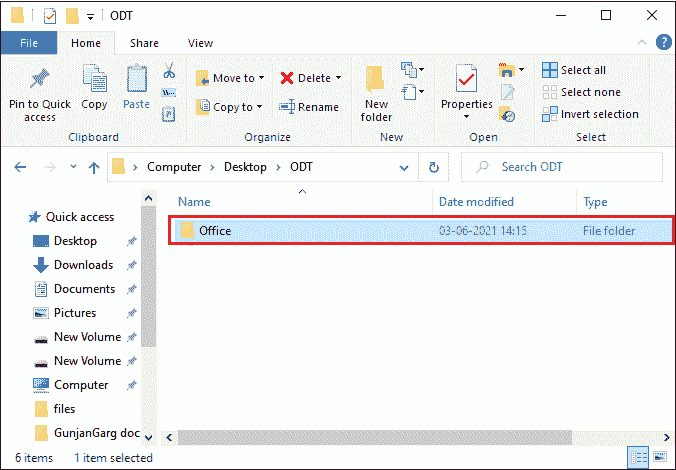 ODT
File Home Share View
Pin to Quick access
Copy
Paste
Clipboard
Move to
Copy to
Delete
Rename
Organize
New folder
New
Properties
Open
Select all
Select none
Invert selection
Select
Computer > Desktop > ODT
Search ODT
Name Date modified Type
Office 03-06-2021 14:15 File folder
Quick access
Desktop
Downloads
Documents
Pictures
New Volume
New Volume
Computer
files
GunjanGarg doc
6 items 1 item selected